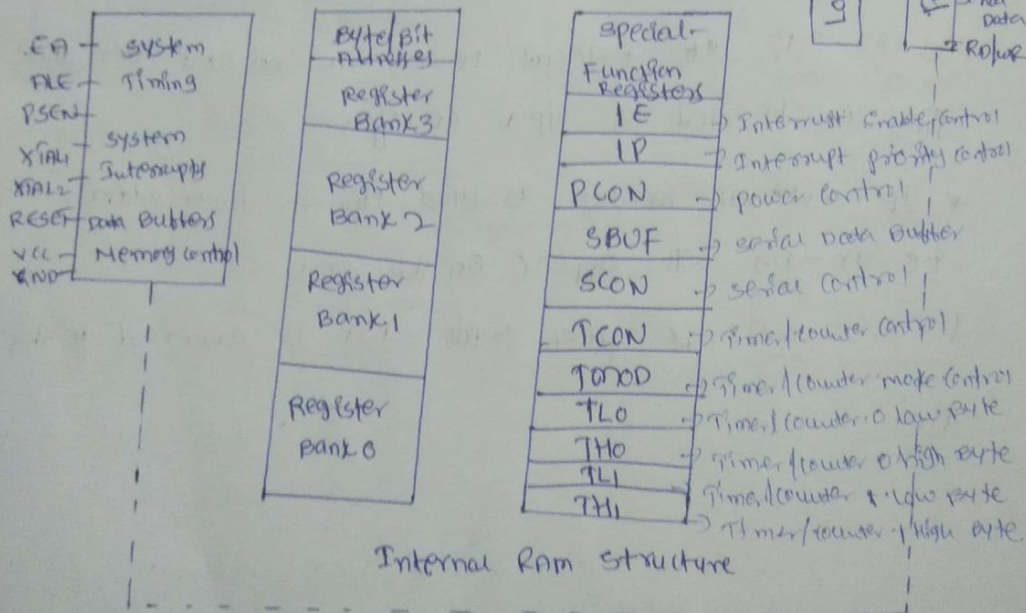 EA
ALE
PSEN
XTAL1
XTAL2
RESET
VCC
GND
System
Timing
System
Interrupts
Data Buffers
Memory Control
Byte/Bit
Addresses
Register
Bank 3
Register
Bank 2
Register
Bank 1
Register
Bank 0
Special-
Function
Registers
IE
IP
PCON
SBUF
SCON
TCON
TMOD
TL0
TH0
TL1
TH1
Interrupt Enable Control
Interrupt priority control
power control
serial Data Buffer
serial control
Timer/counter control
Timer/counter mode control
Timer/counter 0 low Byte
Timer/counter 0 high Byte
Timer/counter 1 Low Byte
Timer/counter 1 high Byte
9
Data
RD/WR
Internal RAM Structure